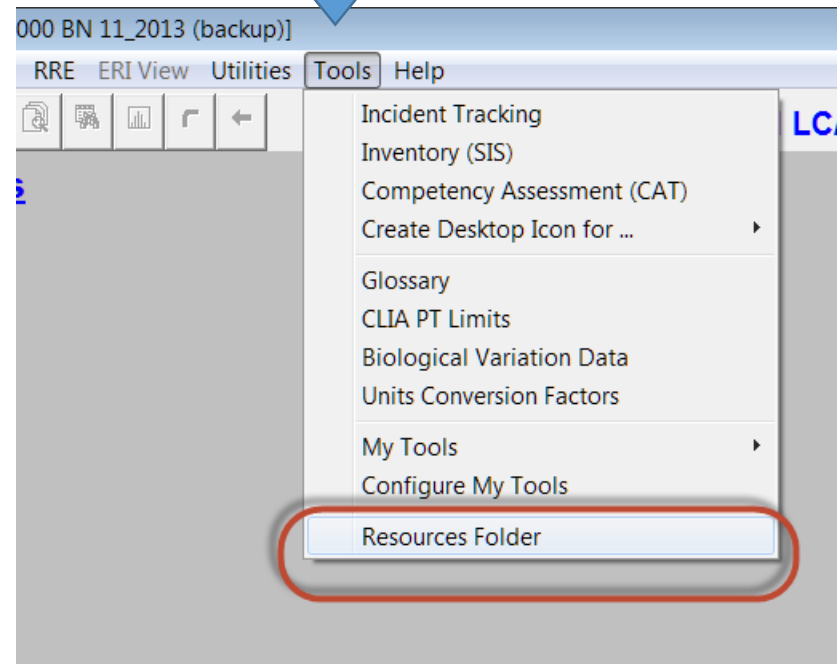 000 BN 11_2013 (backup)]
RRE ERI View Utilities Tools Help
Incident Tracking
Inventory (SIS)
Competency Assessment (CAT)
Create Desktop Icon for ...
Glossary
CLIA PT Limits
Biological Variation Data
Units Conversion Factors
My Tools
Configure My Tools
Resources Folder